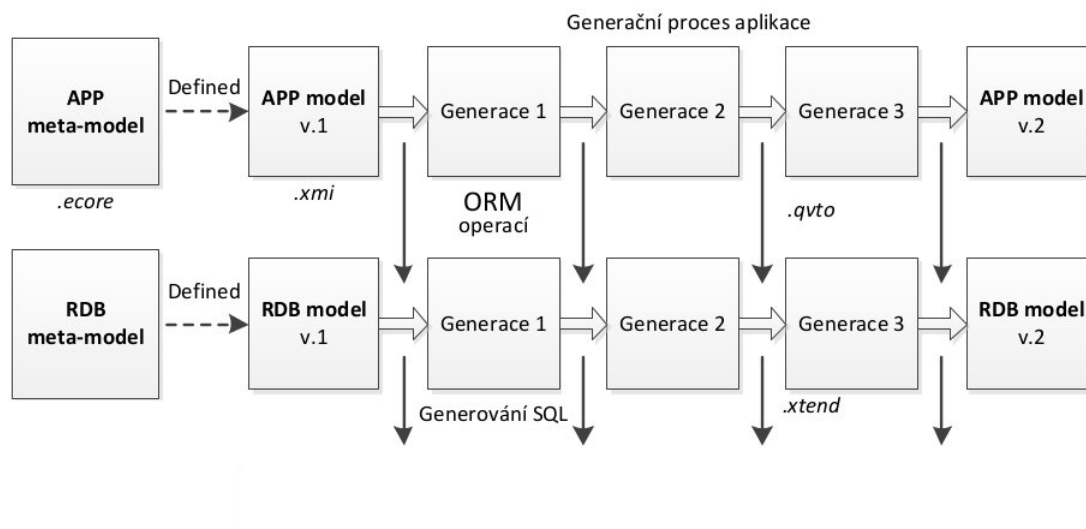 Generační proces aplikace
APP
meta-model
Defined
APP model
v.1
Generace 1
Generace 2
Generace 3
APP model
v.2
.ecore
.xmi
ORM
operací
.qvto
RDB
meta-model
Defined
RDB model
v.1
Generace 1
Generace 2
Generace 3
RDB model
v.2
Generování SQL
.xtend